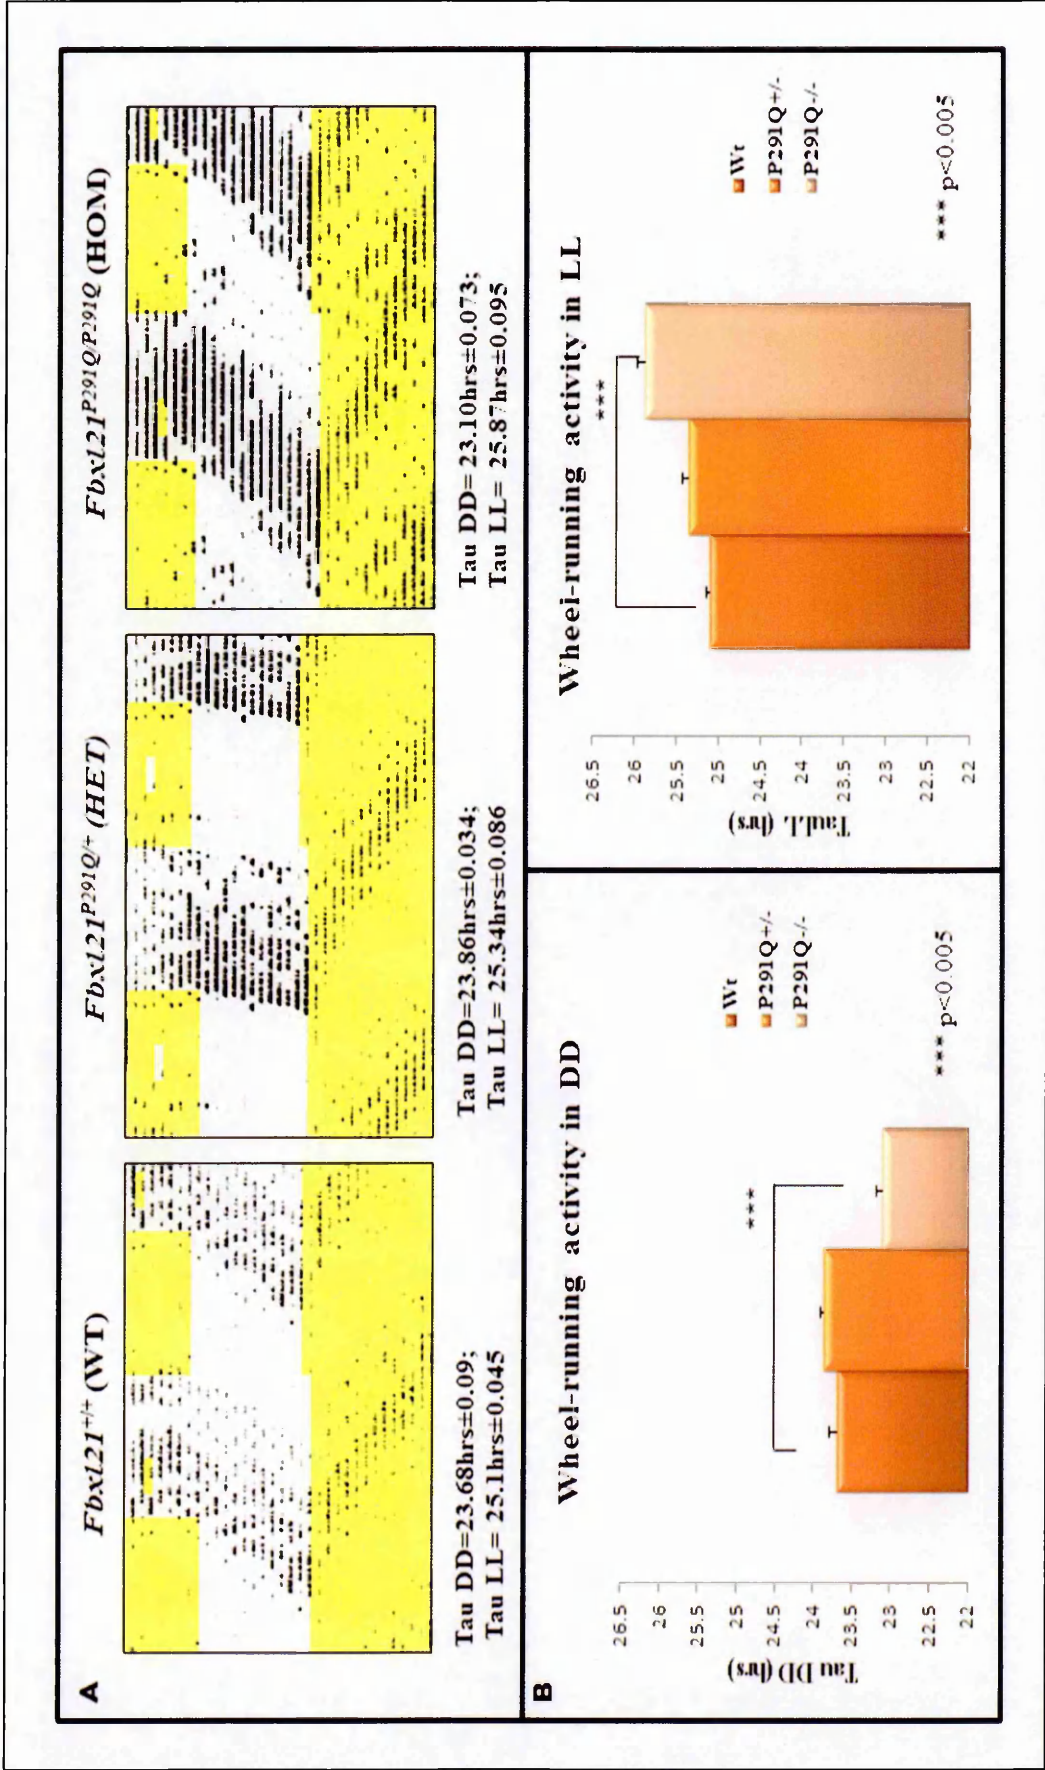 A
Fbxl21+/+ (WT)
Fbxl21P291Q/+ (HET)
Fbxl21P291Q/P291Q (HOM)
Tau DD=23.68hrs±0.09;
Tau LL= 25.1hrs±0.045
Tau DD=23.86hrs±0.034;
Tau LL= 25.34hrs±0.086
Tau DD= 23.10hrs±0.073;
Tau LL= 25.87hrs±0.095
B
Wheel-running activity in DD
Tau DD (hrs)
26.5
26
25.5
25
24.5
24
23.5
23
22.5
22
***
Wt
P291Q+/-
P291Q-/-
*** p<0.005
Wheel-running activity in LL
TauLL (hrs)
26.5
26
25.5
25
24.5
24
23.5
23
22.5
22
***
Wt
P291Q+/-
P291Q-/-
*** p<0.005